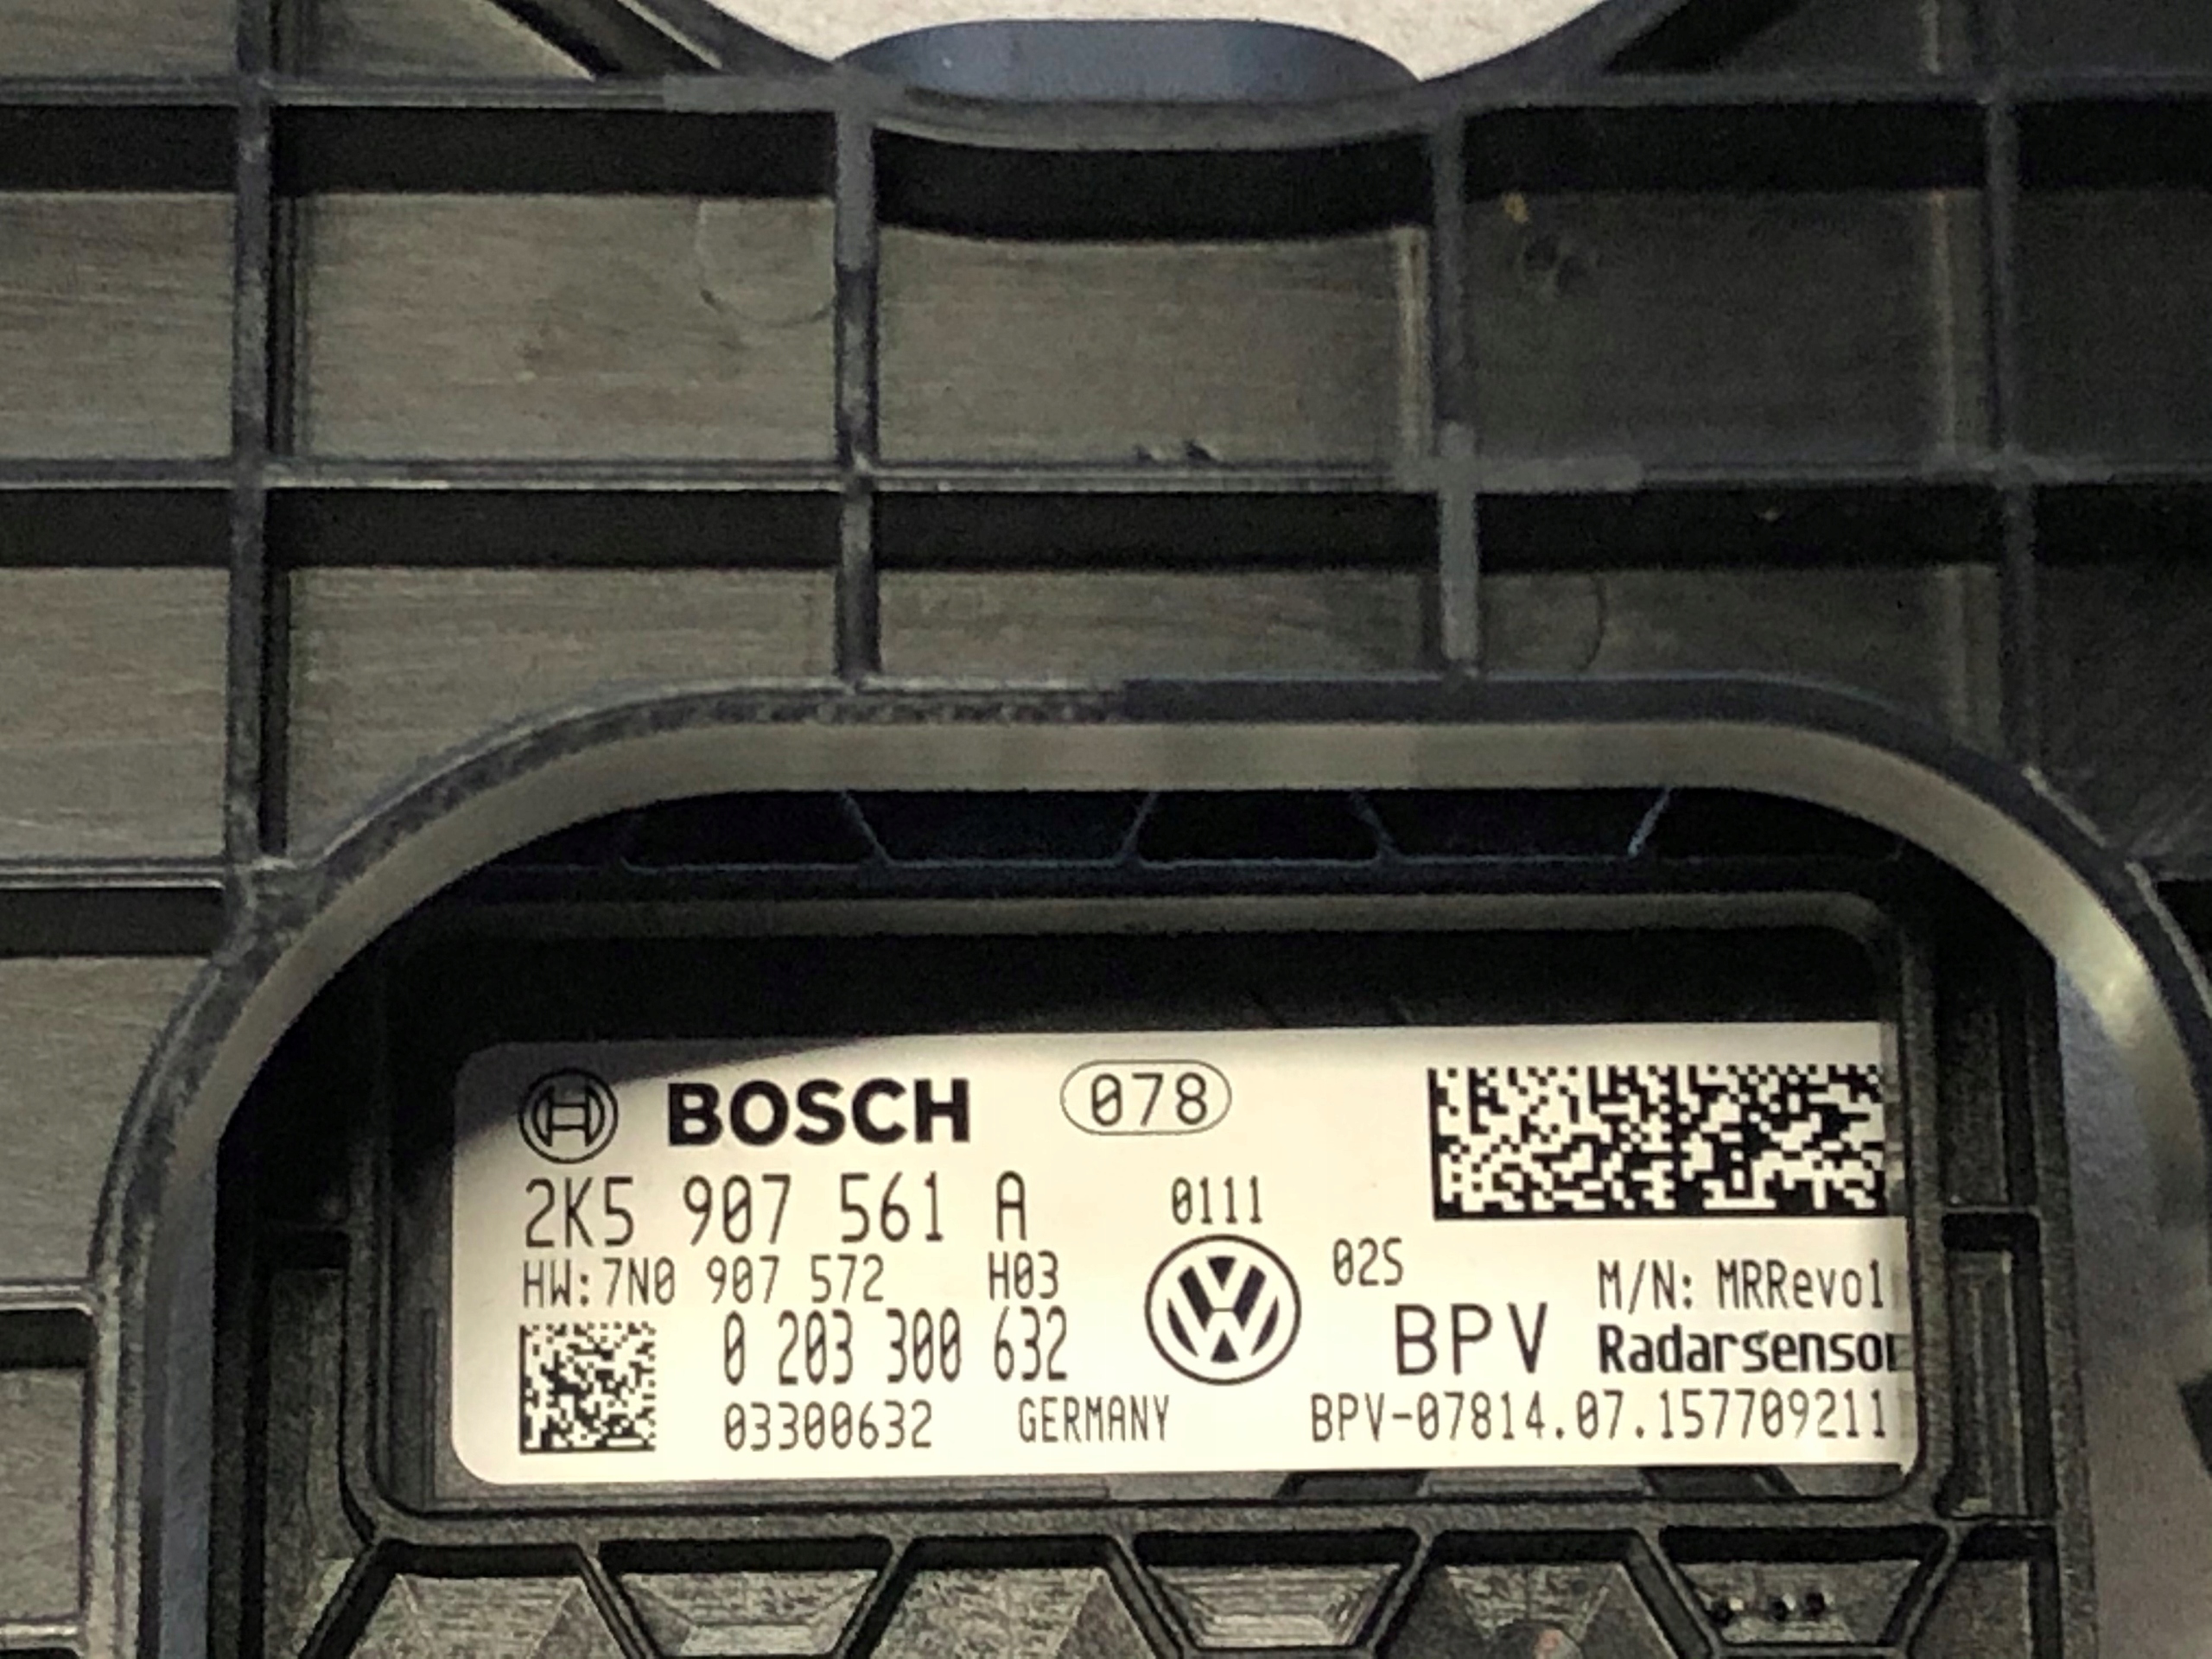 BOSCH 078
2K5 907 561 A 0111
HW:7N0 907 572 H03 02S M/N: MRRevo1
0 203 300 632 BPV Radarsensor
03300632 GERMANY BPV-07814.07.157709211